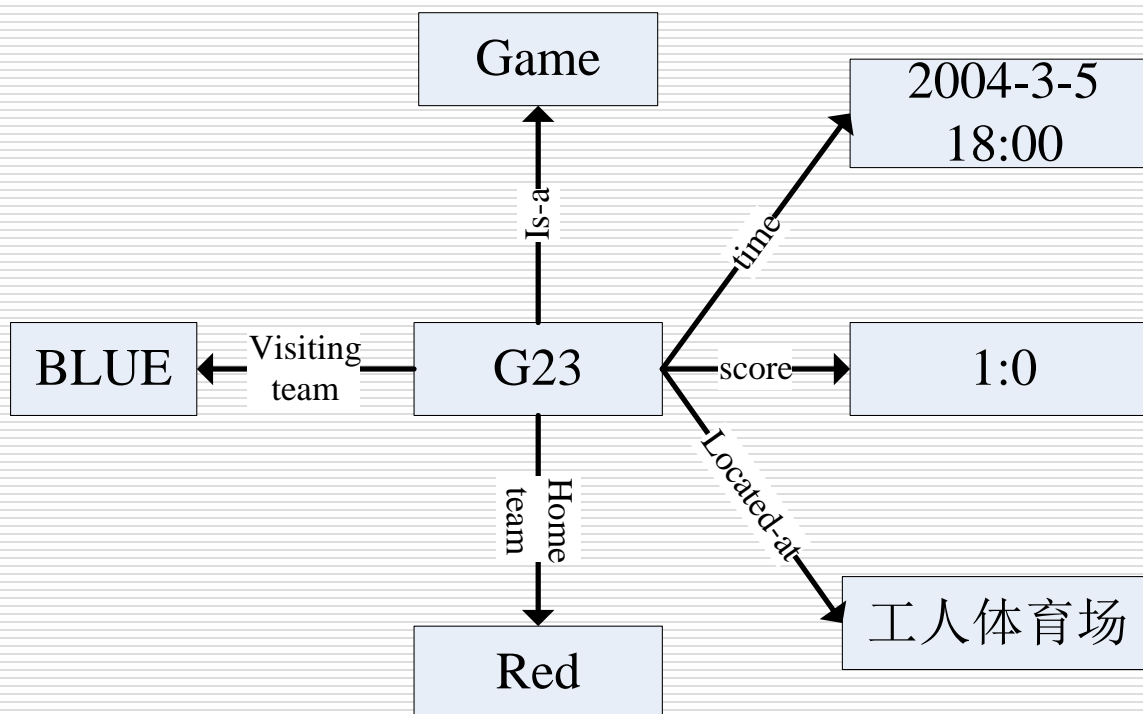 Game
2004-3-5
18:00
Is-a
time
BLUE
Visiting
team
G23
score
1:0
Home
team
Located-at
工人体育场
Red